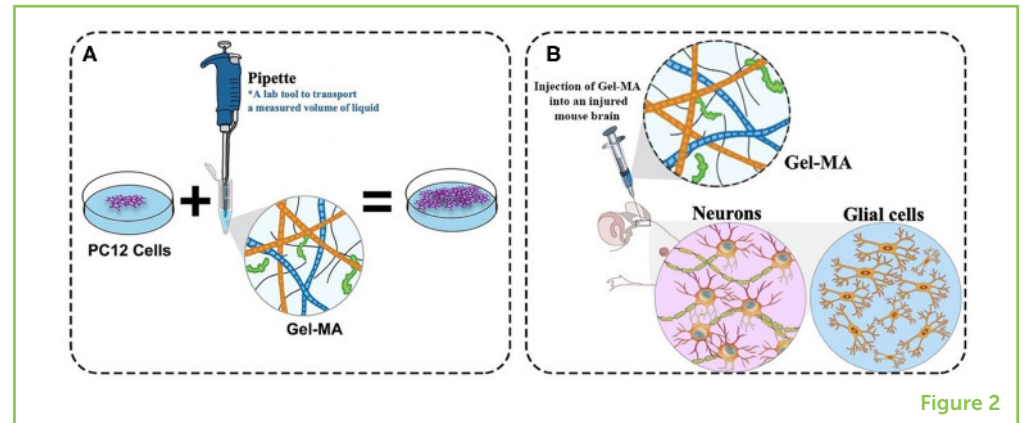 A
Pipette
*A lab tool to transport
a measured volume of liquid
PC12 Cells
Gel-MA
B
Injection of Gel-MA
into an injured
mouse brain
Gel-MA
Neurons
Glial cells
Figure 2